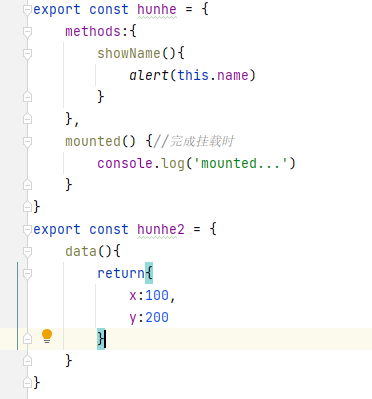 export const hunhe = {
    methods:{
        showName(){
            alert(this.name)
        }
    },
    mounted() {//完成挂载时
        console.log('mounted...')
    }
}
export const hunhe2 = {
    data(){
        return{
            x:100,
            y:200
        }
    }
}